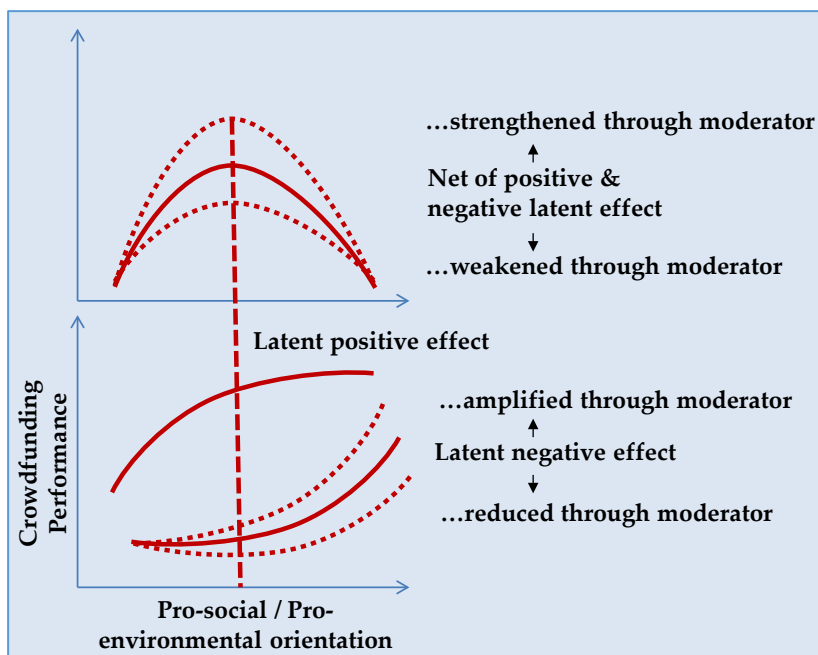 …strengthened through moderator
Net of positive &
negative latent effect
…weakened through moderator
Latent positive effect
…amplified through moderator
Latent negative effect
…reduced through moderator
Crowdfunding
Performance
Pro-social / Pro-
environmental orientation